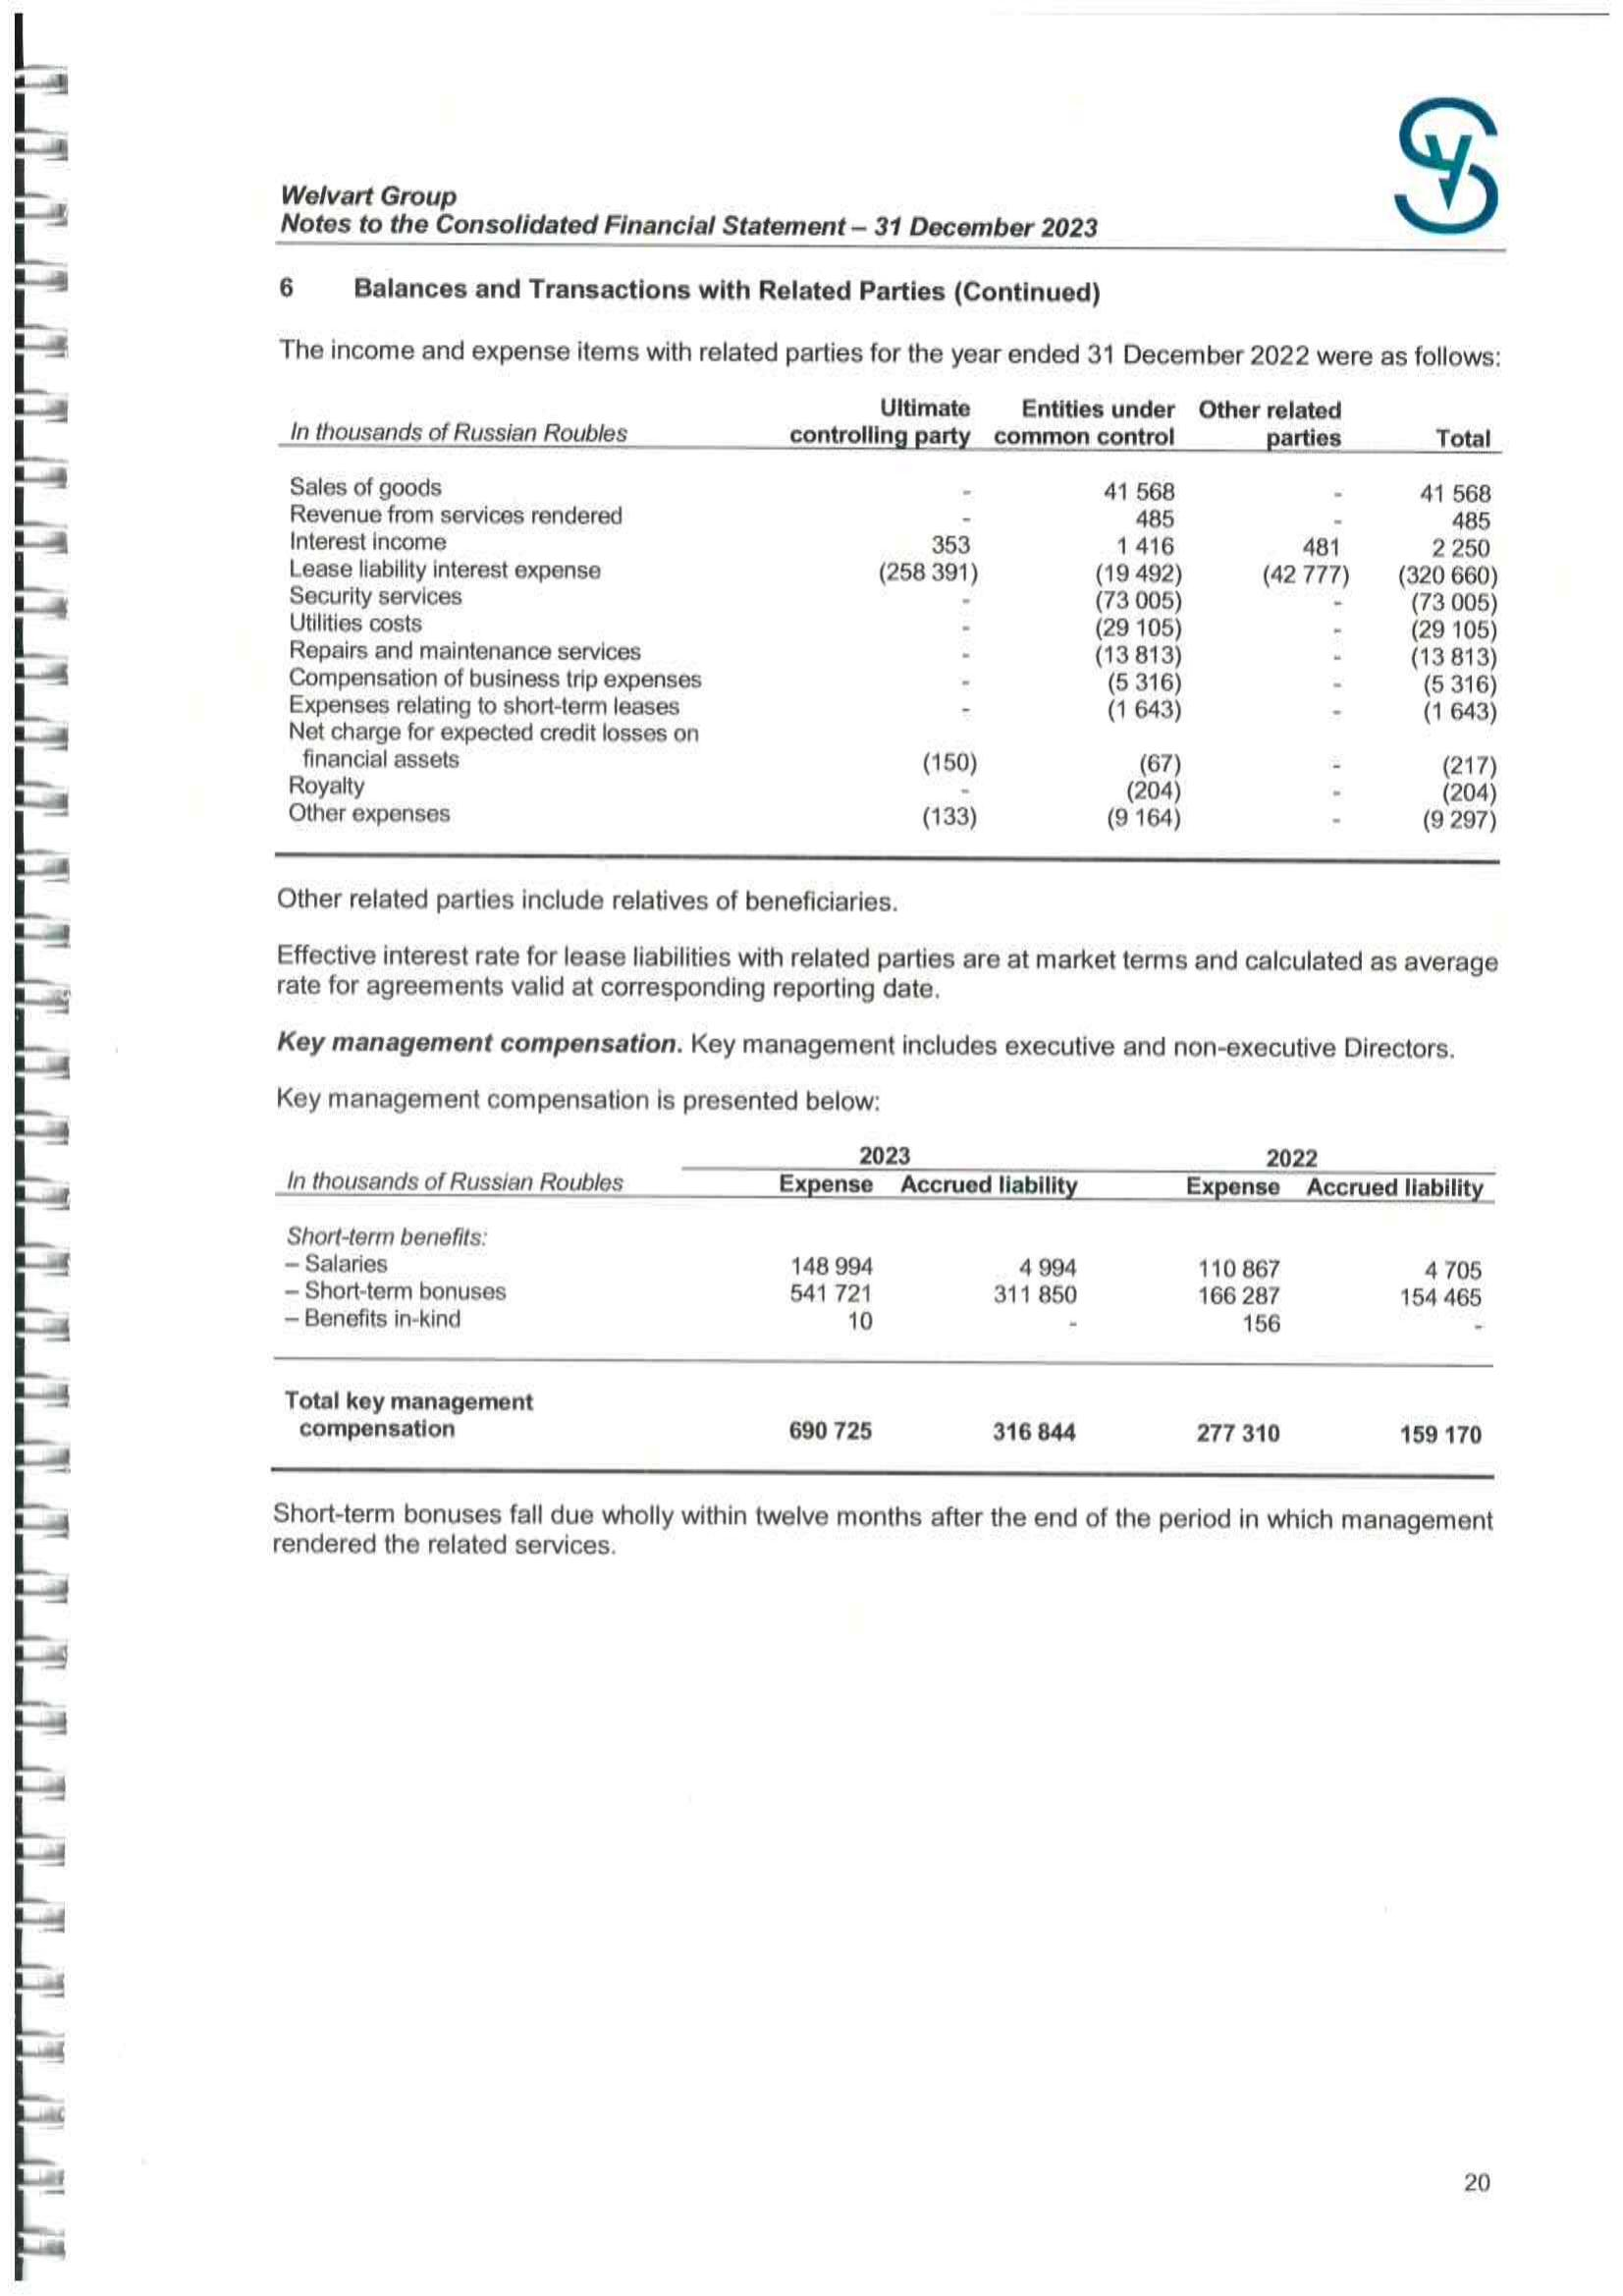 Welvart Group
Notes to the Consolidated Financial Statement – 31 December 2023
6 Balances and Transactions with Related Parties (Continued)
The income and expense items with related parties for the year ended 31 December 2022 were as follows:
In thousands of Russian Roubles Ultimate controlling party Entities under common control Other related parties Total
Sales of goods - 41 568 - 41 568
Revenue from services rendered - 485 - 485
Interest income 353 1 416 481 2 250
Lease liability interest expense (258 391) (19 492) (42 777) (320 660)
Security services - (73 005) - (73 005)
Utilities costs - (29 105) - (29 105)
Repairs and maintenance services - (13 813) - (13 813)
Compensation of business trip expenses - (5 316) - (5 316)
Expenses relating to short-term leases - (1 643) - (1 643)
Net charge for expected credit losses on
financial assets (150) (67) - (217)
Royalty - (204) - (204)
Other expenses (133) (9 164) - (9 297)
Other related parties include relatives of beneficiaries.
Effective interest rate for lease liabilities with related parties are at market terms and calculated as average
rate for agreements valid at corresponding reporting date.
Key management compensation. Key management includes executive and non-executive Directors.
Key management compensation is presented below:
2023 2022
In thousands of Russian Roubles Expense Accrued liability Expense Accrued liability
Short-term benefits:
– Salaries 148 994 4 994 110 867 4 705
– Short-term bonuses 541 721 311 850 166 287 154 465
– Benefits in-kind 10 - 156 -
Total key management
compensation 690 725 316 844 277 310 159 170
Short-term bonuses fall due wholly within twelve months after the end of the period in which management
rendered the related services.
20